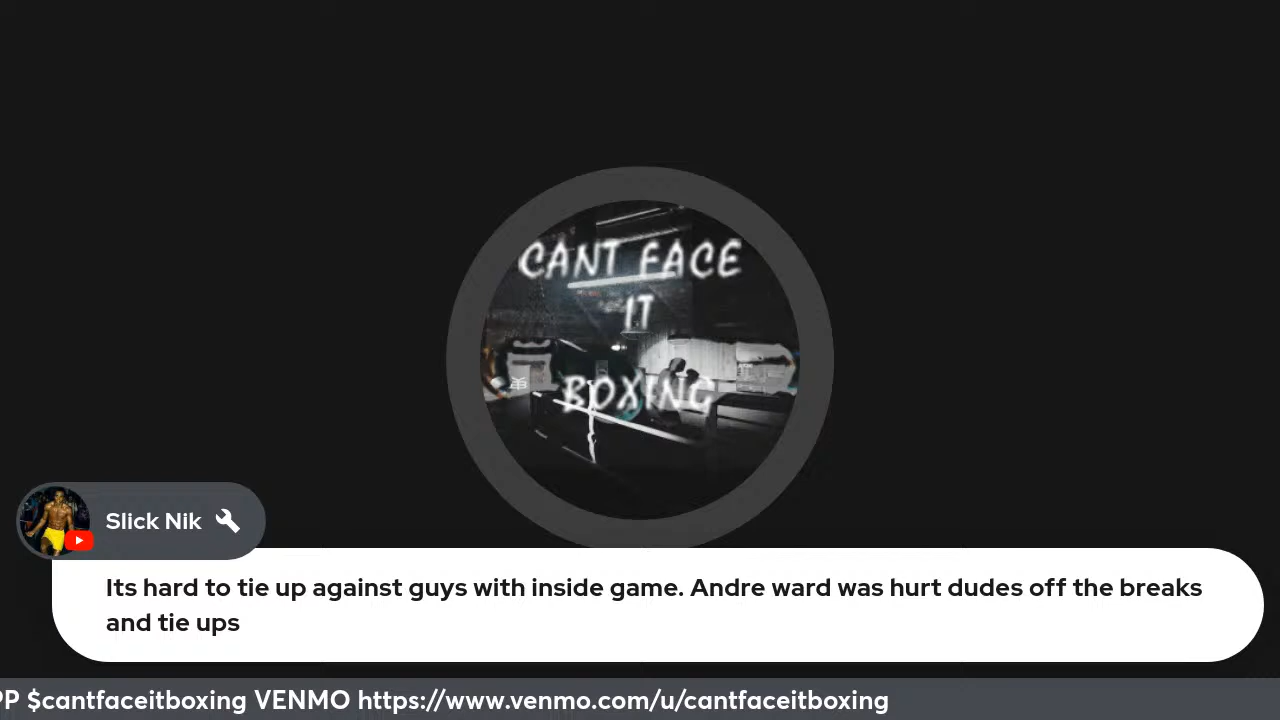 CANT FACE
IT
BOXING
Slick Nik
Its hard to tie up against guys with inside game. Andre ward was hurt dudes off the breaks
and tie ups
PP $cantfaceitboxing VENMO https://www.venmo.com/u/cantfaceitboxing